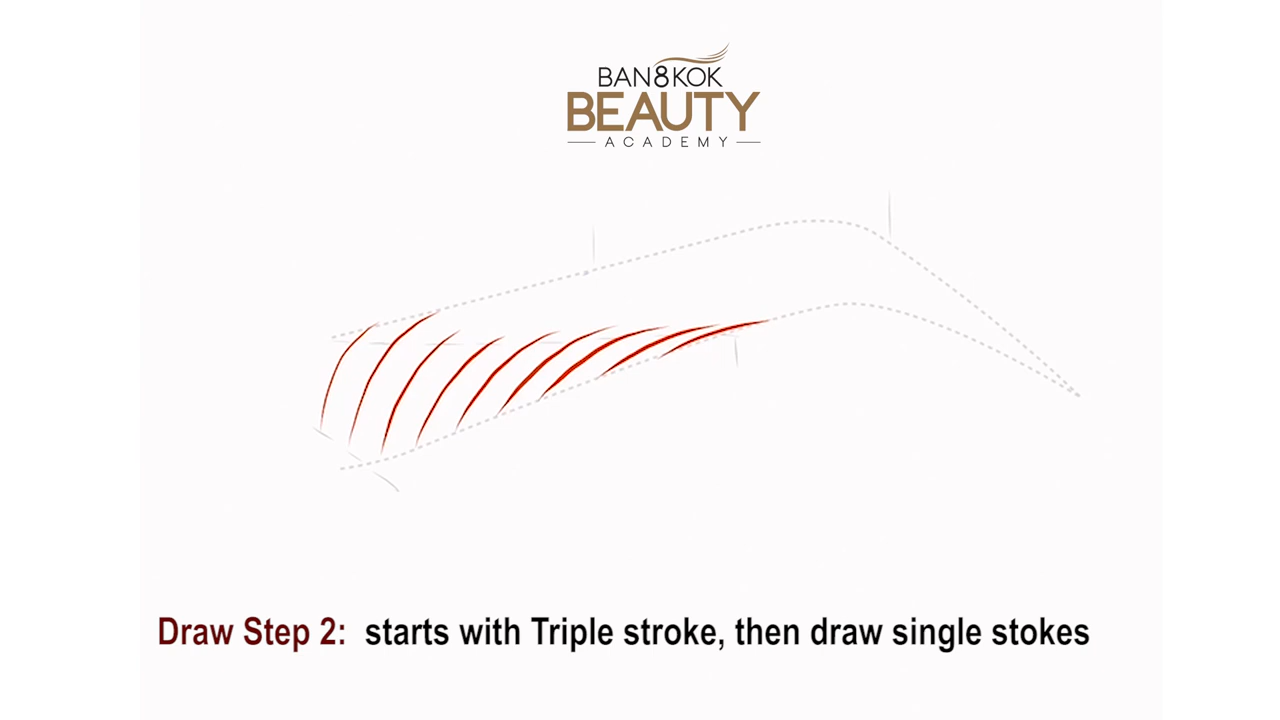 BAN8KOK
BEAUTY
ACADEMY
Draw Step 2: starts with Triple stroke, then draw single stokes